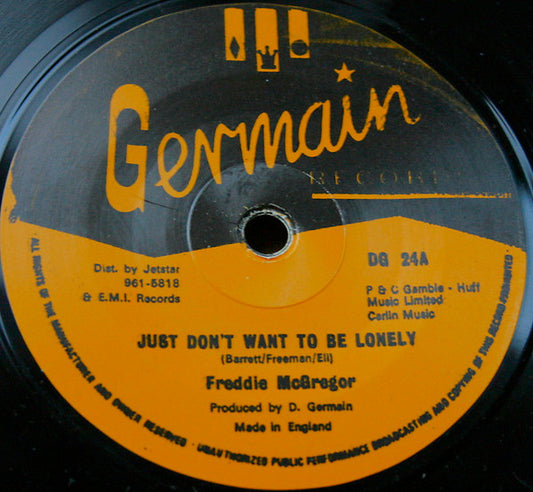 Germain
RECORDS
DG 24A
Dist. by Jetstar
961-5818
& E.M.I. Records
P & C Gamble - Huff
Music Limited
Carlin Music
JUST DON'T WANT TO BE LONELY
(Barrett/Freeman/Eli)
Freddie McGregor
Produced by D. Germain
Made in England
· ALL RIGHTS OF THE MANUFACTURER AND OWNER RESERVED · UNAUTHORIZED PUBLIC PERFORMANCE BROADCASTING AND COPYING OF THIS RECORD PROHIBITED ·